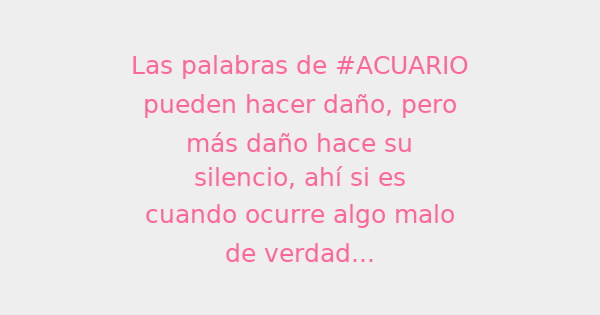 Las palabras de #ACUARIO
pueden hacer daño, pero
más daño hace su
silencio, ahí si es
cuando ocurre algo malo
de verdad...